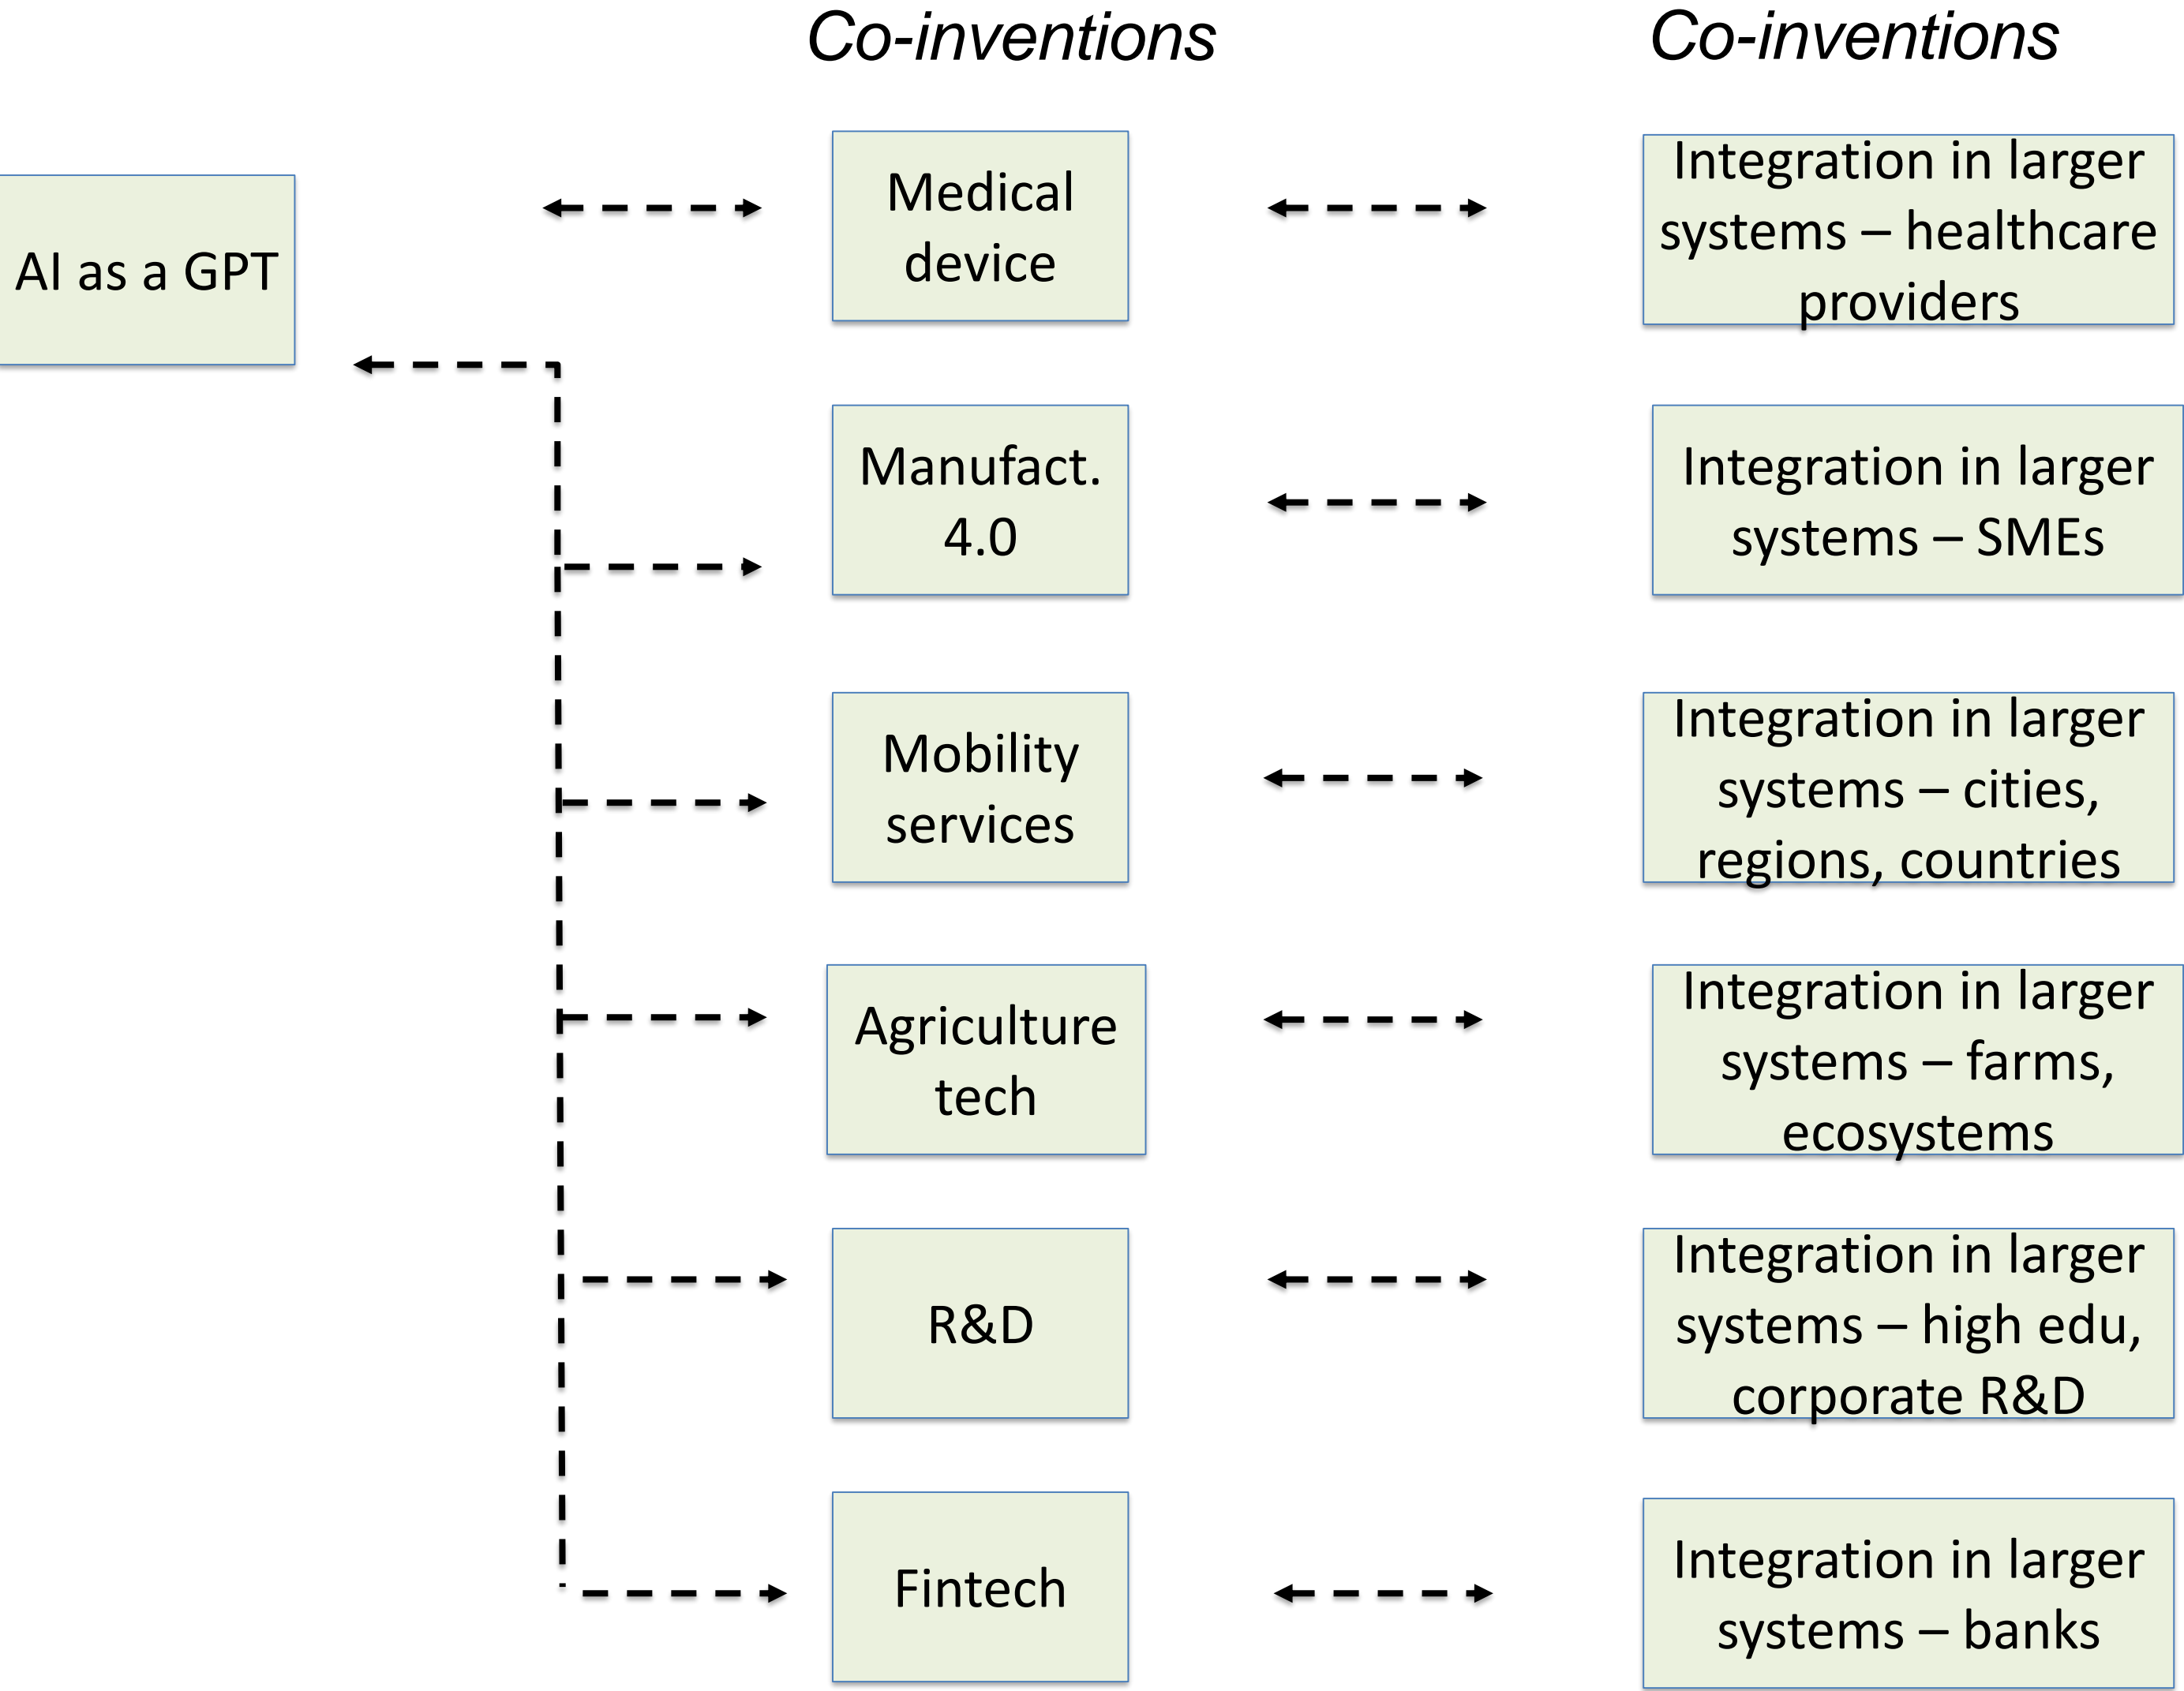 Co-inventions
Co-inventions
AI as a GPT
Medical
device
Integration in larger
systems – healthcare
providers
Manufact.
4.0
Integration in larger
systems – SMEs
Mobility
services
Integration in larger
systems – cities,
regions, countries
Agriculture
tech
Integration in larger
systems – farms,
ecosystems
R&D
Integration in larger
systems – high edu,
corporate R&D
Fintech
Integration in larger
systems – banks